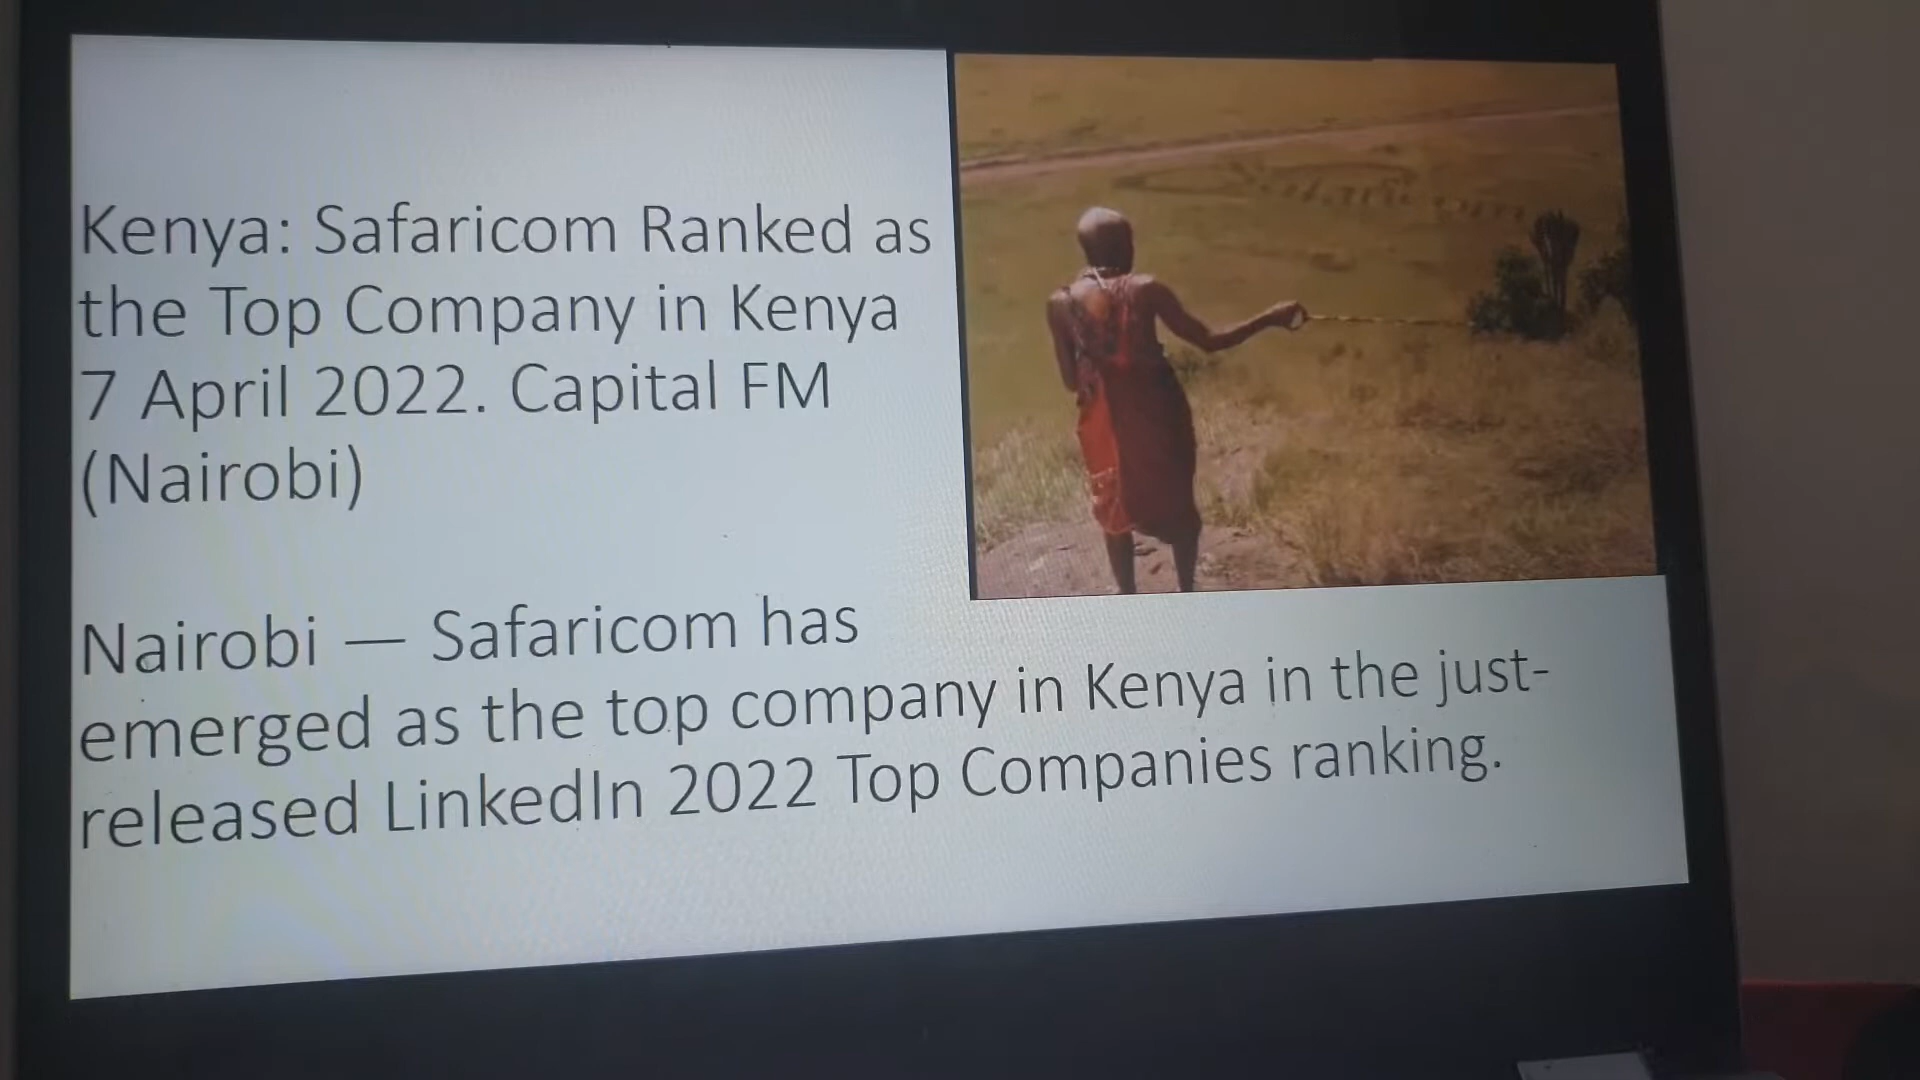 Kenya: Safaricom Ranked as
the Top Company in Kenya
7 April 2022. Capital FM
(Nairobi)
Nairobi — Safaricom has
emerged as the top company in Kenya in the just-
released LinkedIn 2022 Top Companies ranking.